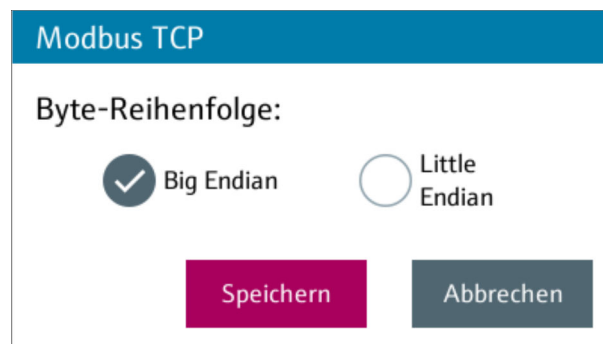 Modbus TCP
Byte-Reihenfolge:
Big Endian
Little
Endian
Speichern
Abbrechen